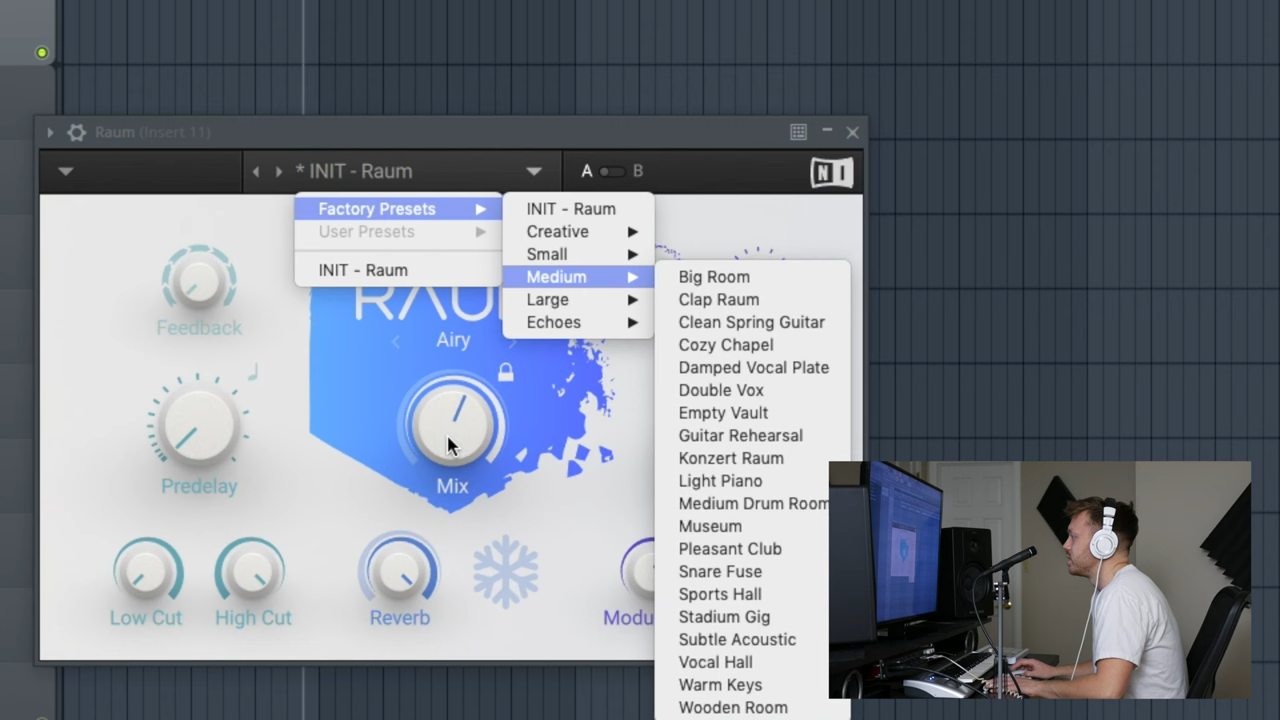 Raum (Insert 11)
* INIT - Raum
A B
NI
Factory Presets
User Presets
INIT - Raum
INIT - Raum
Creative
Small
Medium
Large
Echoes
Big Room
Clap Raum
Clean Spring Guitar
Cozy Chapel
Damped Vocal Plate
Double Vox
Empty Vault
Guitar Rehearsal
Konzert Raum
Light Piano
Medium Drum Room
Museum
Pleasant Club
Snare Fuse
Sports Hall
Stadium Gig
Subtle Acoustic
Vocal Hall
Warm Keys
Wooden Room
Feedback
Airy
Predelay
Mix
Low Cut
High Cut
Reverb